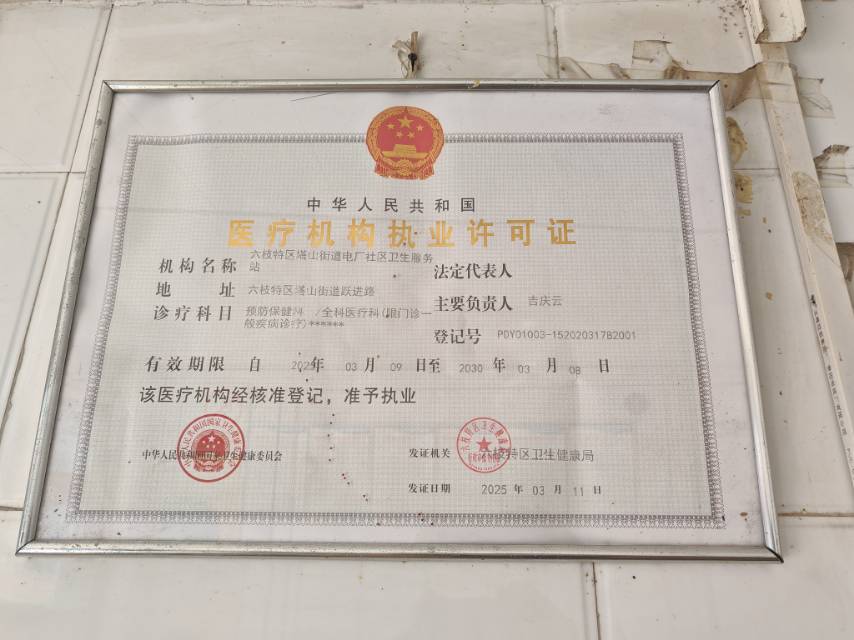 中华人民共和国
医疗机构执业许可证
机构名称 六枝特区塔山街道电厂社区卫生服务站
法定代表人
地 址 六枝特区塔山街道跃进路
主要负责人 吉庆云
诊疗科目 预防保健科 /全科医疗科(限门诊一般疾病诊疗)******
登记号 PDY01003-15202031782001
有效期限 自 202 年 03 月 09 日至 2030 年 03 月 08 日
该医疗机构经核准登记，准予执业
中华人民共和国国家卫生健康委员会
发证机关 六枝特区卫生健康局
发证日期 2025 年 03 月 11 日